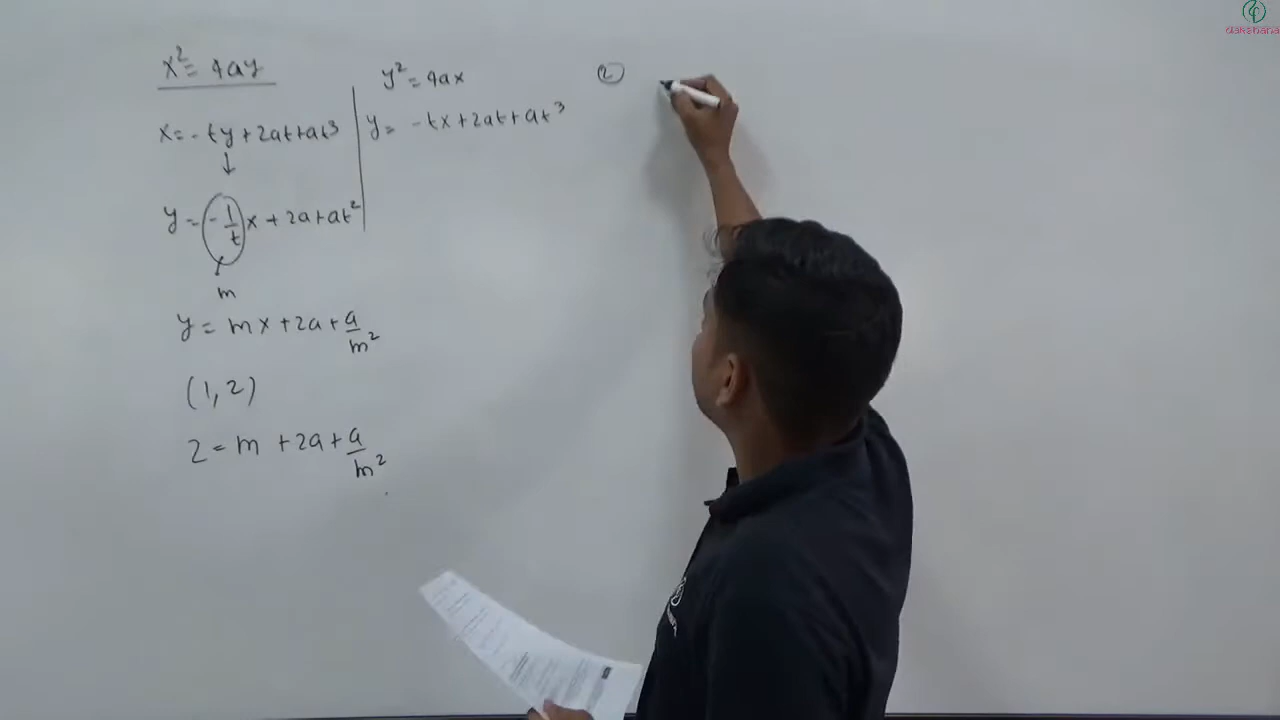 x² = 4ay
x = - ty + 2at + at³
↓
y = - 1/t x + 2a + at²
m
y = mx + 2a + a/m²
(1, 2)
2 = m + 2a + a/m²
y² = 4ax
y = - tx + 2at + at³
②
dakshana